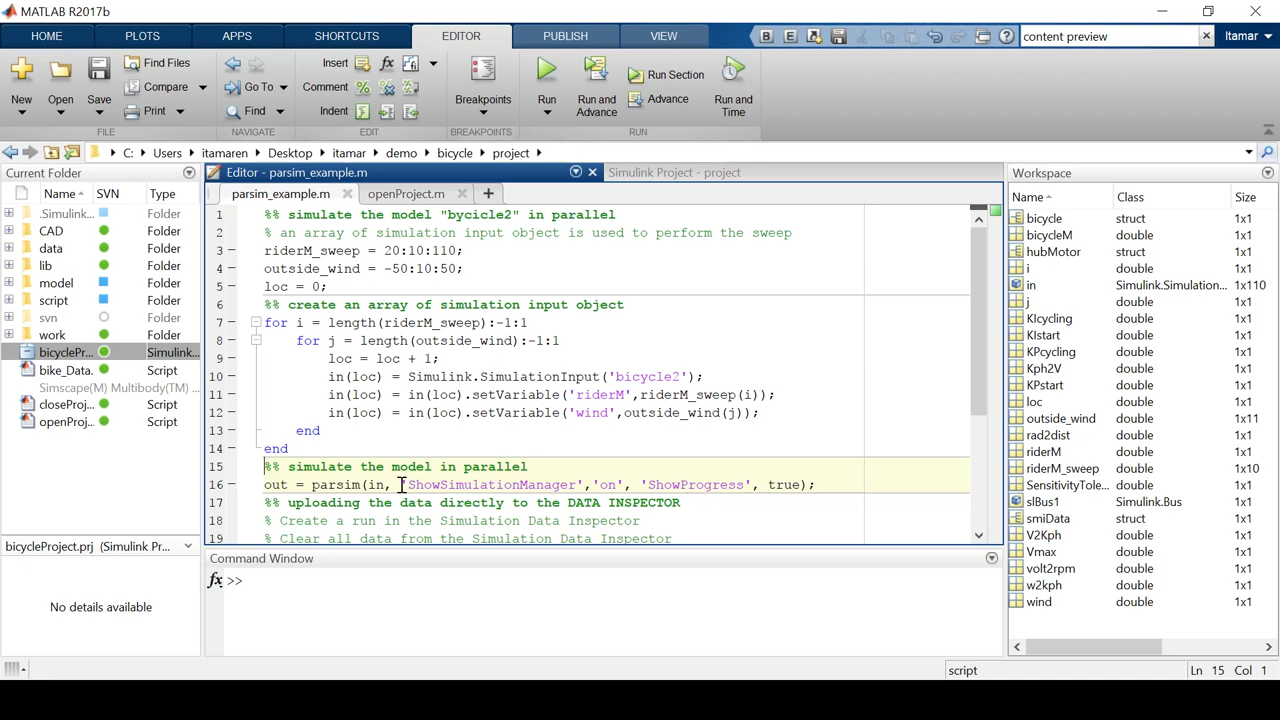 MATLAB R2017b
HOME PLOTS APPS SHORTCUTS EDITOR PUBLISH VIEW content preview Itamar
New Open Save Find Files Compare Print
Go To Find
Insert fx Comment Indent
Breakpoints
Run Run and Advance Run Section Advance Run and Time
FILE NAVIGATE EDIT BREAKPOINTS RUN
C: Users itamaren Desktop itamar demo bicycle project
Current Folder
Name SVN Type
.Simulink... Folder
CAD Folder
data Folder
lib Folder
model Folder
script Folder
svn Folder
work Folder
bicyclePr... Simulink...
bike_Data. Script
Simscape(M) Multibody(TM) ...
closeProj... Script
openProj... Script
bicycleProject.prj (Simulink Pr...
No details available
Editor - parsim_example.m Simulink Project - project
parsim_example.m openProject.m
1 %% simulate the model "bycicle2" in parallel
2 % an array of simulation input object is used to perform the sweep
3 – riderM_sweep = 20:10:110;
4 – outside_wind = -50:10:50;
5 – loc = 0;
6 %% create an array of simulation input object
7 – for i = length(riderM_sweep):-1:1
8 – for j = length(outside_wind):-1:1
9 – loc = loc + 1;
10 – in(loc) = Simulink.SimulationInput('bicycle2');
11 – in(loc) = in(loc).setVariable('riderM',riderM_sweep(i));
12 – in(loc) = in(loc).setVariable('wind',outside_wind(j));
13 – end
14 – end
15 %% simulate the model in parallel
16 – out = parsim(in, 'ShowSimulationManager','on', 'ShowProgress', true);
17 %% uploading the data directly to the DATA INSPECTOR
18 % Create a run in the Simulation Data Inspector
19 % Clear all data from the Simulation Data Inspector
Command Window
fx >>
Workspace
Name Class Size
bicycle struct 1x1
bicycleM double 1x1
hubMotor struct 1x1
i double 1x1
in Simulink.Simulation... 1x110
j double 1x1
KIcycling double 1x1
KIstart double 1x1
KPcycling double 1x1
Kph2V double 1x1
KPstart double 1x1
loc double 1x1
outside_wind double 1x11
rad2dist double 1x1
riderM double 1x1
riderM_sweep double 1x10
SensitivityTole... double 1x1
slBus1 Simulink.Bus 1x1
smiData struct 1x1
V2Kph double 1x1
Vmax double 1x1
volt2rpm double 1x1
w2kph double 1x1
wind double 1x1
script Ln 15 Col 1